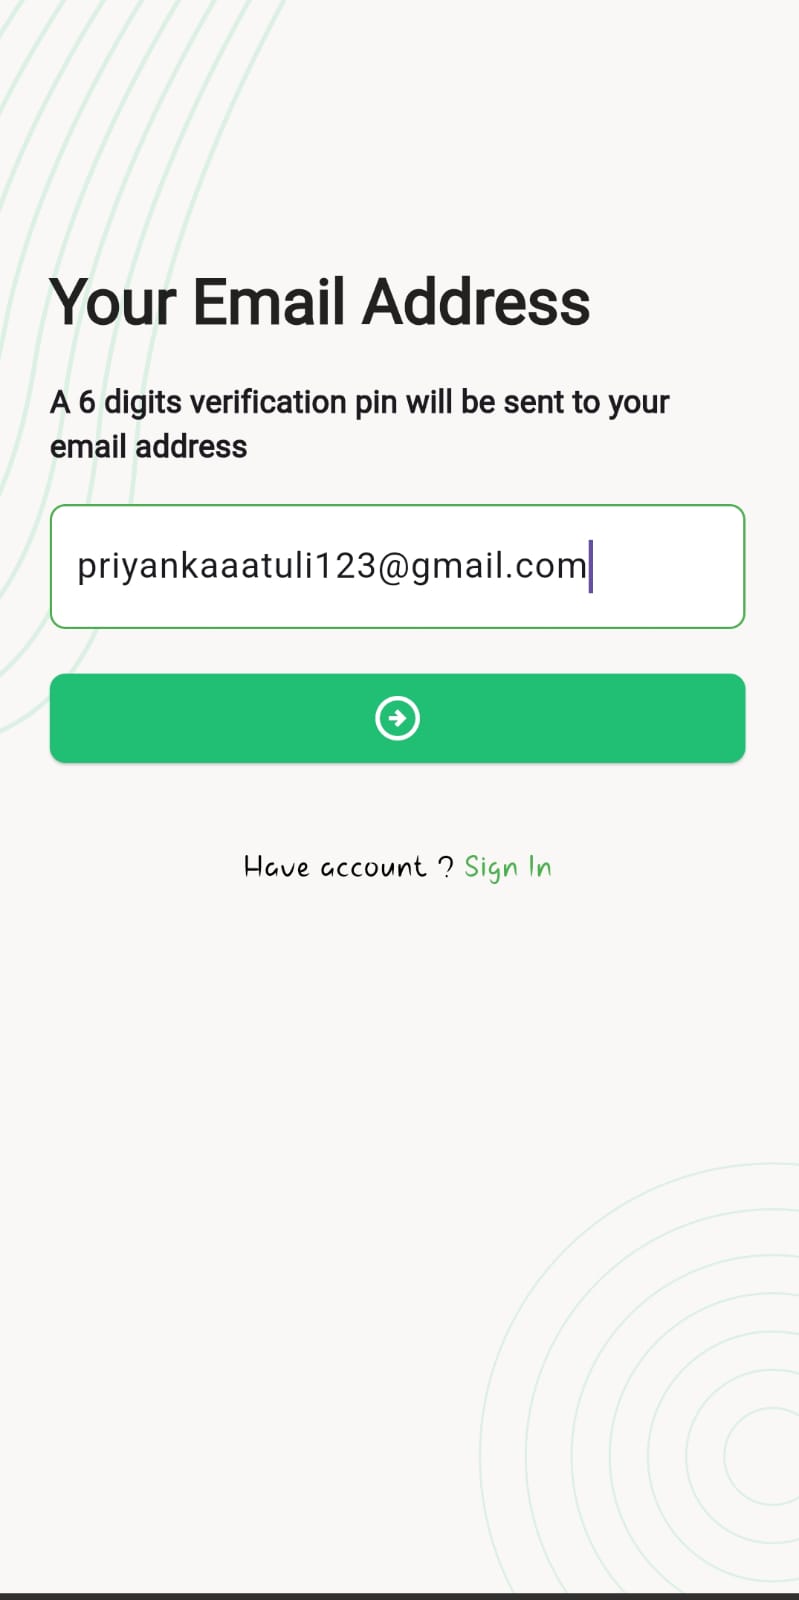 Your Email Address
A 6 digits verification pin will be sent to your
email address
priyankaaatuli123@gmail.com
Have account ? Sign In